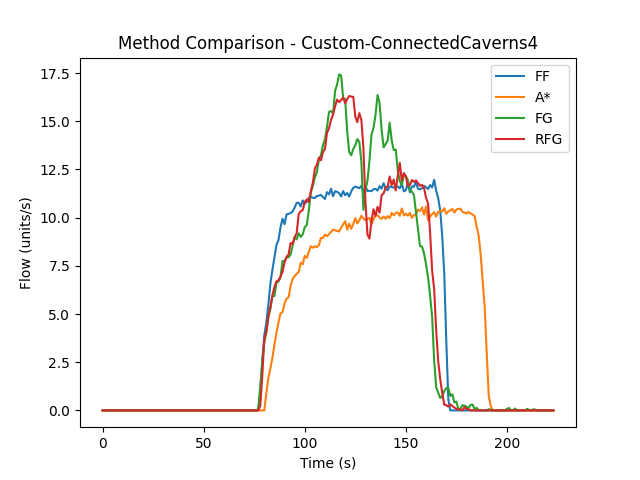 Method Comparison - Custom-ConnectedCaverns4
FF
A*
FG
RFG
17.5
15.0
12.5
10.0
7.5
5.0
2.5
0.0
Flow (units/s)
0 50 100 150 200
Time (s)